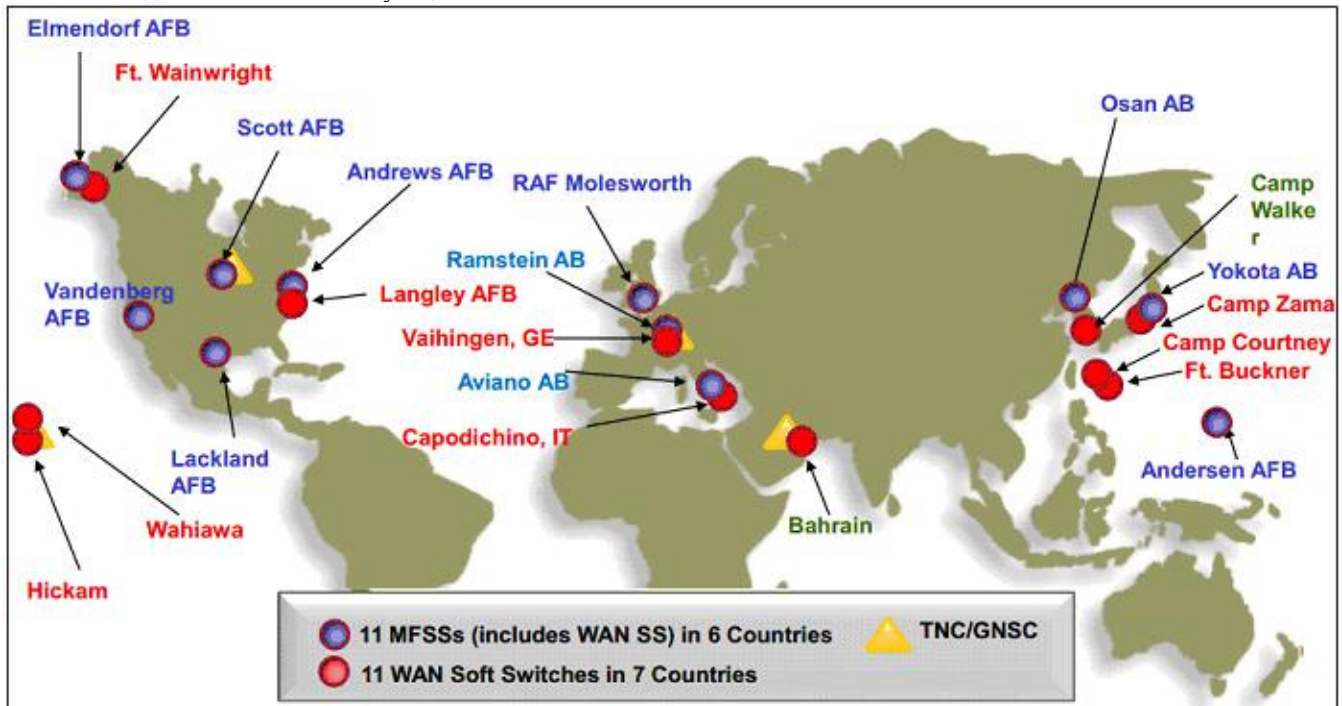 Elmendorf AFB
Ft. Wainwright
Scott AFB
Andrews AFB
RAF Molesworth
Osan AB
Camp
Walke
r
Ramstein AB
Yokota AB
Vandenberg
AFB
Langley AFB
Camp Zama
Vaihingen, GE
Camp Courtney
Ft. Buckner
Aviano AB
Capodichino, IT
Lackland
AFB
Andersen AFB
Wahiawa
Bahrain
Hickam
11 MFSSs (includes WAN SS) in 6 Countries
TNC/GNSC
11 WAN Soft Switches in 7 Countries